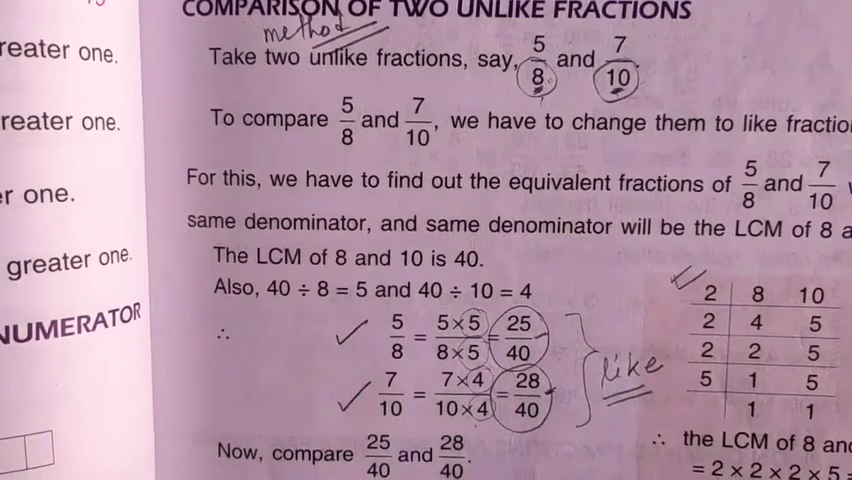 reater one.
reater one.
er one.
greater one.
NUMERATOR
COMPARISON OF TWO UNLIKE FRACTIONS
method
Take two unlike fractions, say, 5/8 and 7/10.
To compare 5/8 and 7/10, we have to change them to like fractio
For this, we have to find out the equivalent fractions of 5/8 and 7/10
same denominator, and same denominator will be the LCM of 8 a
The LCM of 8 and 10 is 40.
Also, 40 ÷ 8 = 5 and 40 ÷ 10 = 4
∴ 5/8 = 5×5/8×5 = 25/40
7/10 = 7×4/10×4 = 28/40
like
Now, compare 25/40 and 28/40.
2 8 10
2 4 5
2 2 5
5 1 5
1 1
∴ the LCM of 8 and
= 2 × 2 × 2 × 5 =